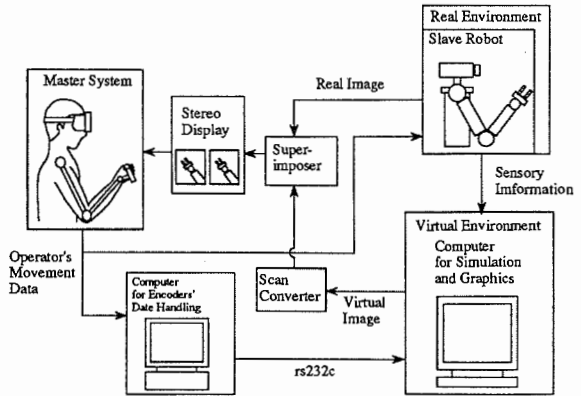 Real Environment
Slave Robot
Master System
Real Image
Stereo
Display
Super-
imposer
Sensory
Imformation
Operator's
Movement
Data
Virtual Environment
Computer
for Simulation
and Graphics
Computer
for Encoders'
Date Handling
Scan
Converter
Virtual
Image
rs232c